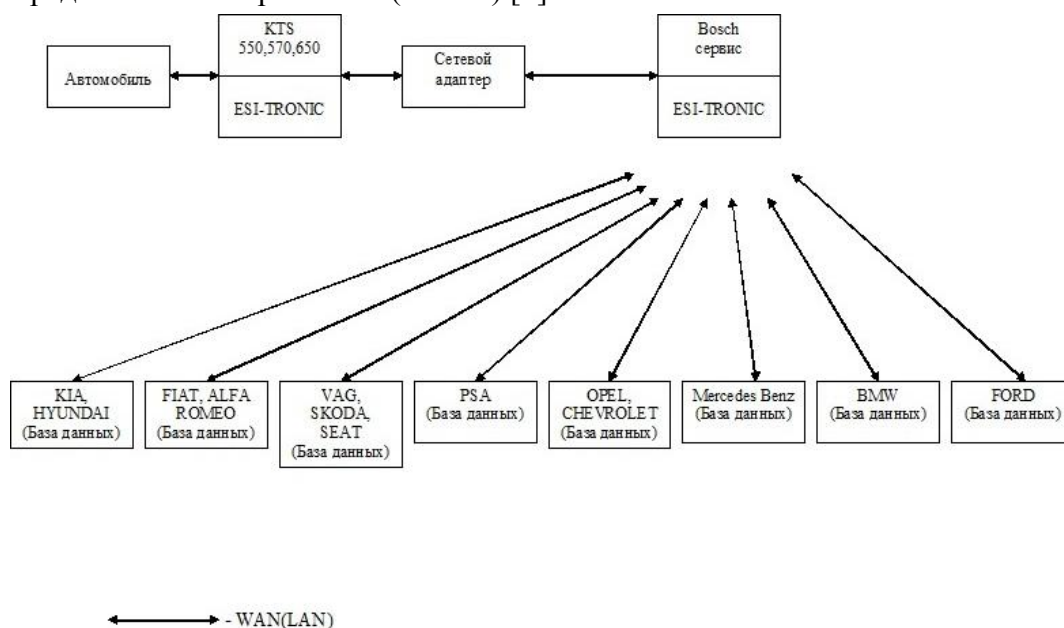 KTS
550,570,650
ESI-TRONIC
Автомобиль
Сетевой
адаптер
Bosch
сервис
ESI-TRONIC
KIA,
HYUNDAI
(База данных)
FIAT, ALFA
ROMEO
(База данных)
VAG,
SKODA,
SEAT
(База данных)
PSA
(База данных)
OPEL,
CHEVROLET
(База данных)
Mercedes Benz
(База данных)
BMW
(База данных)
FORD
(База данных)
- WAN(LAN)